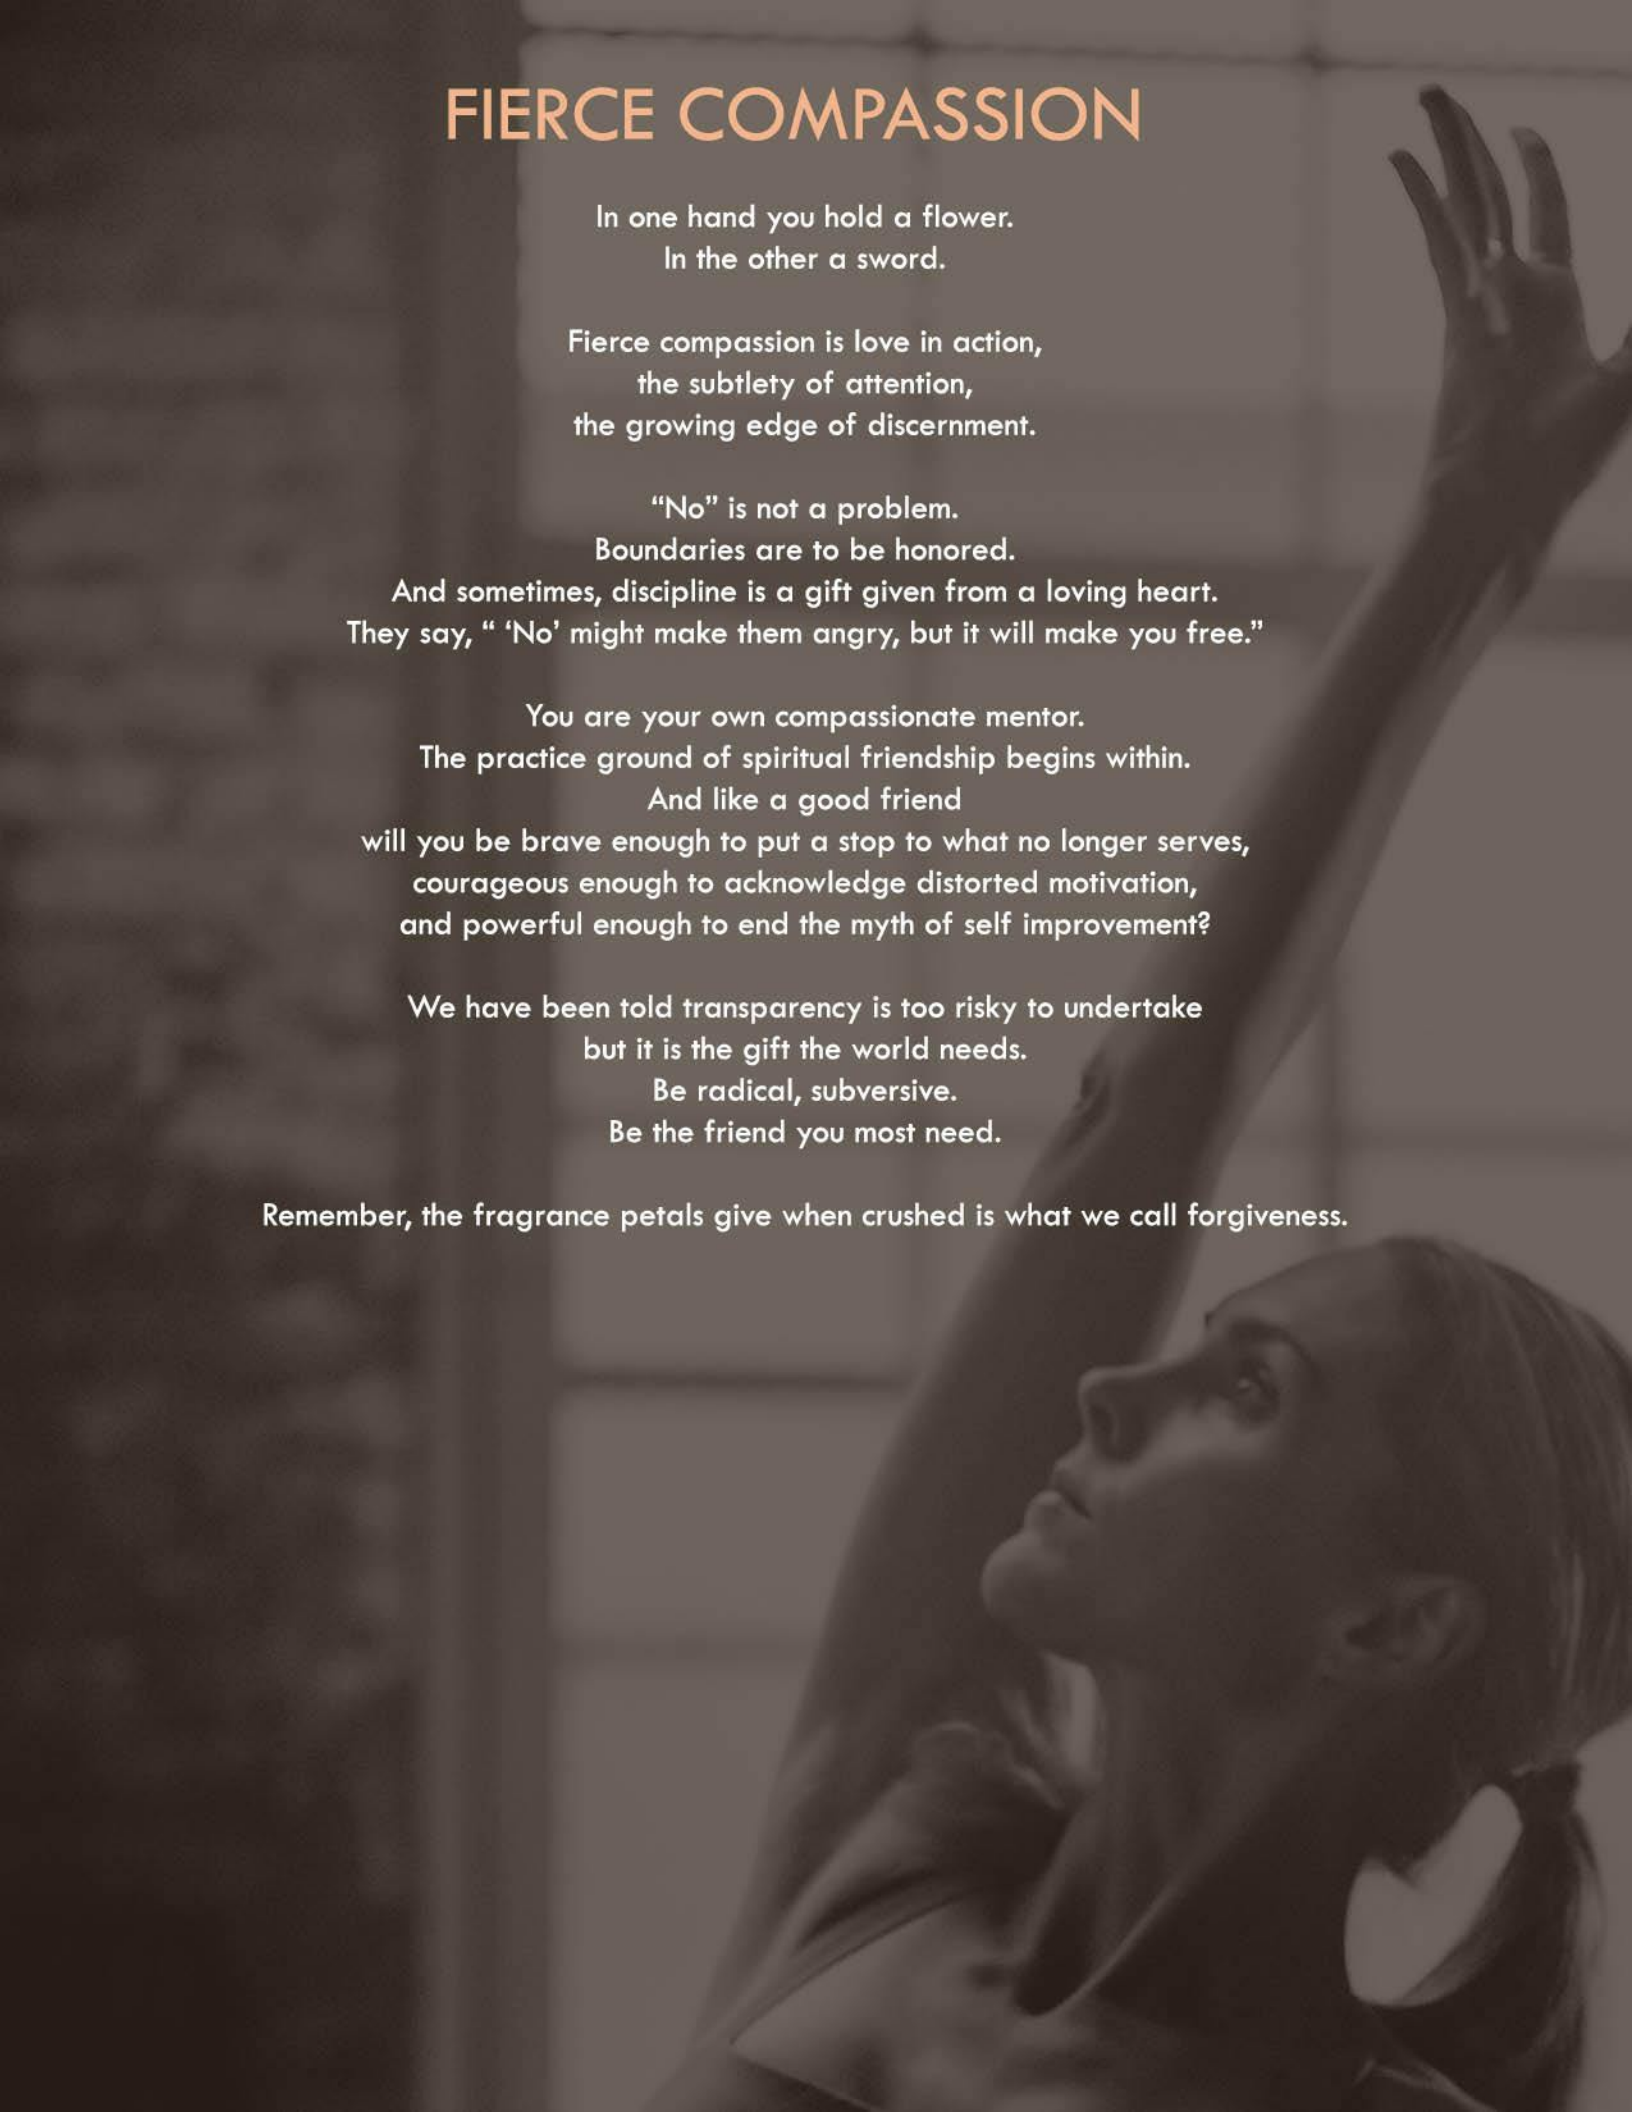 FIERCE COMPASSION
In one hand you hold a flower.
In the other a sword.
Fierce compassion is love in action,
the subtlety of attention,
the growing edge of discernment.
“No” is not a problem.
Boundaries are to be honored.
And sometimes, discipline is a gift given from a loving heart.
They say, “ ‘No’ might make them angry, but it will make you free.”
You are your own compassionate mentor.
The practice ground of spiritual friendship begins within.
And like a good friend
will you be brave enough to put a stop to what no longer serves,
courageous enough to acknowledge distorted motivation,
and powerful enough to end the myth of self improvement?
We have been told transparency is too risky to undertake
but it is the gift the world needs.
Be radical, subversive.
Be the friend you most need.
Remember, the fragrance petals give when crushed is what we call forgiveness.